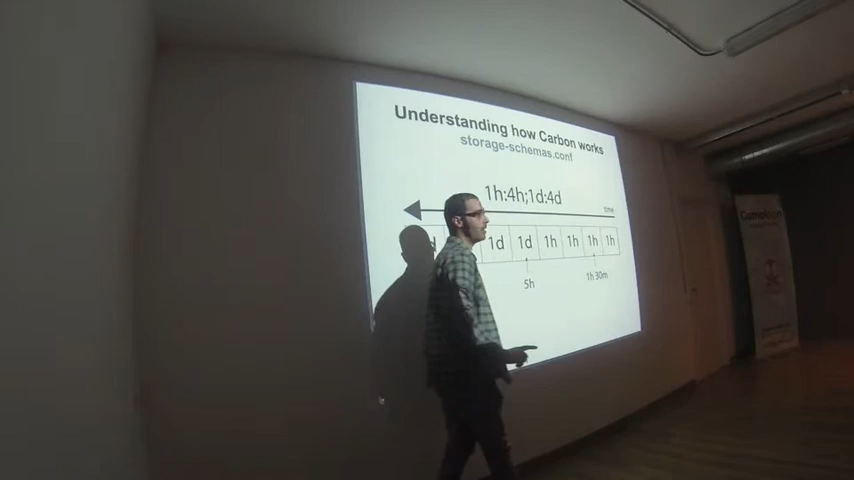 Understanding how Carbon works
storage-schemas.conf
1h:4h;1d:4d
time
1d 1d 1h 1h 1h 1h
5h
1h 30m